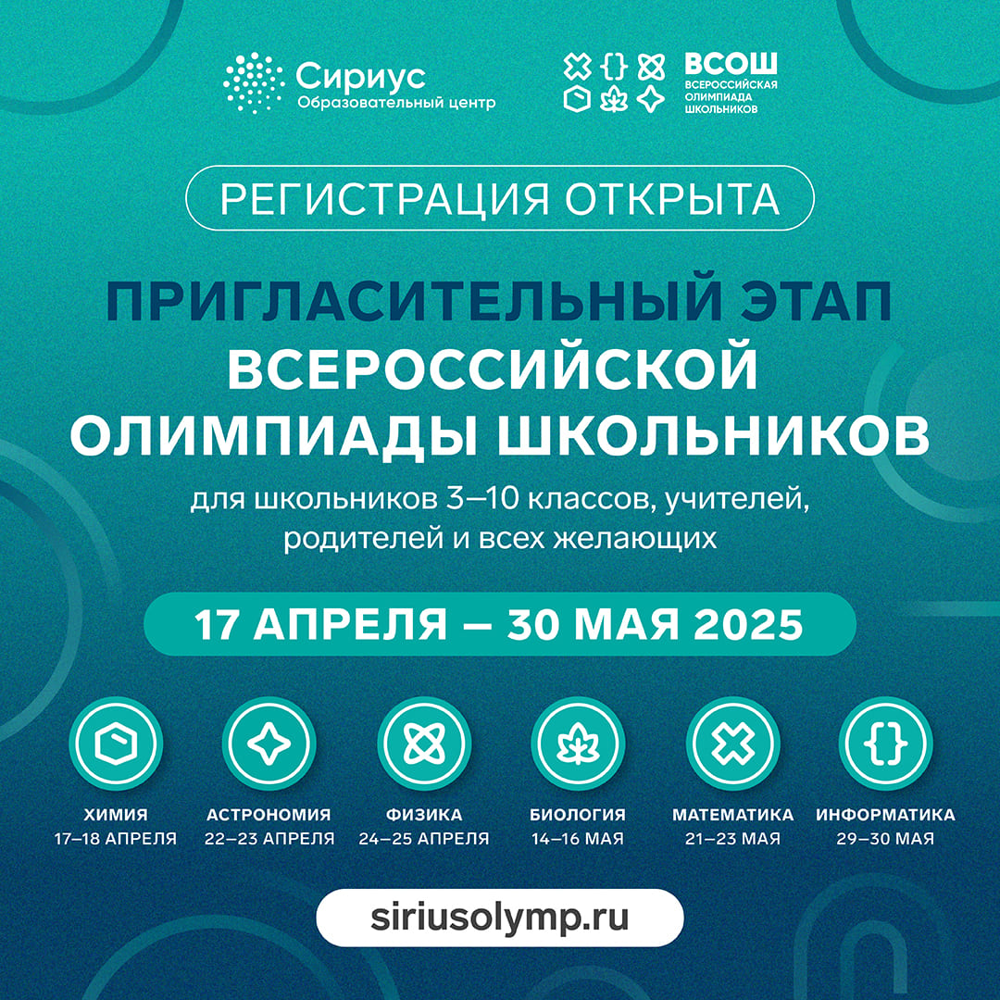 Сириус
Образовательный центр
ВСОШ
ВСЕРОССИЙСКАЯ
ОЛИМПИАДА
ШКОЛЬНИКОВ
РЕГИСТРАЦИЯ ОТКРЫТА
ПРИГЛАСИТЕЛЬНЫЙ ЭТАП
ВСЕРОССИЙСКОЙ
ОЛИМПИАДЫ ШКОЛЬНИКОВ
для школьников 3–10 классов, учителей,
родителей и всех желающих
17 АПРЕЛЯ – 30 МАЯ 2025
ХИМИЯ
17–18 АПРЕЛЯ
АСТРОНОМИЯ
22–23 АПРЕЛЯ
ФИЗИКА
24–25 АПРЕЛЯ
БИОЛОГИЯ
14–16 МАЯ
МАТЕМАТИКА
21–23 МАЯ
ИНФОРМАТИКА
29–30 МАЯ
siriusolymp.ru